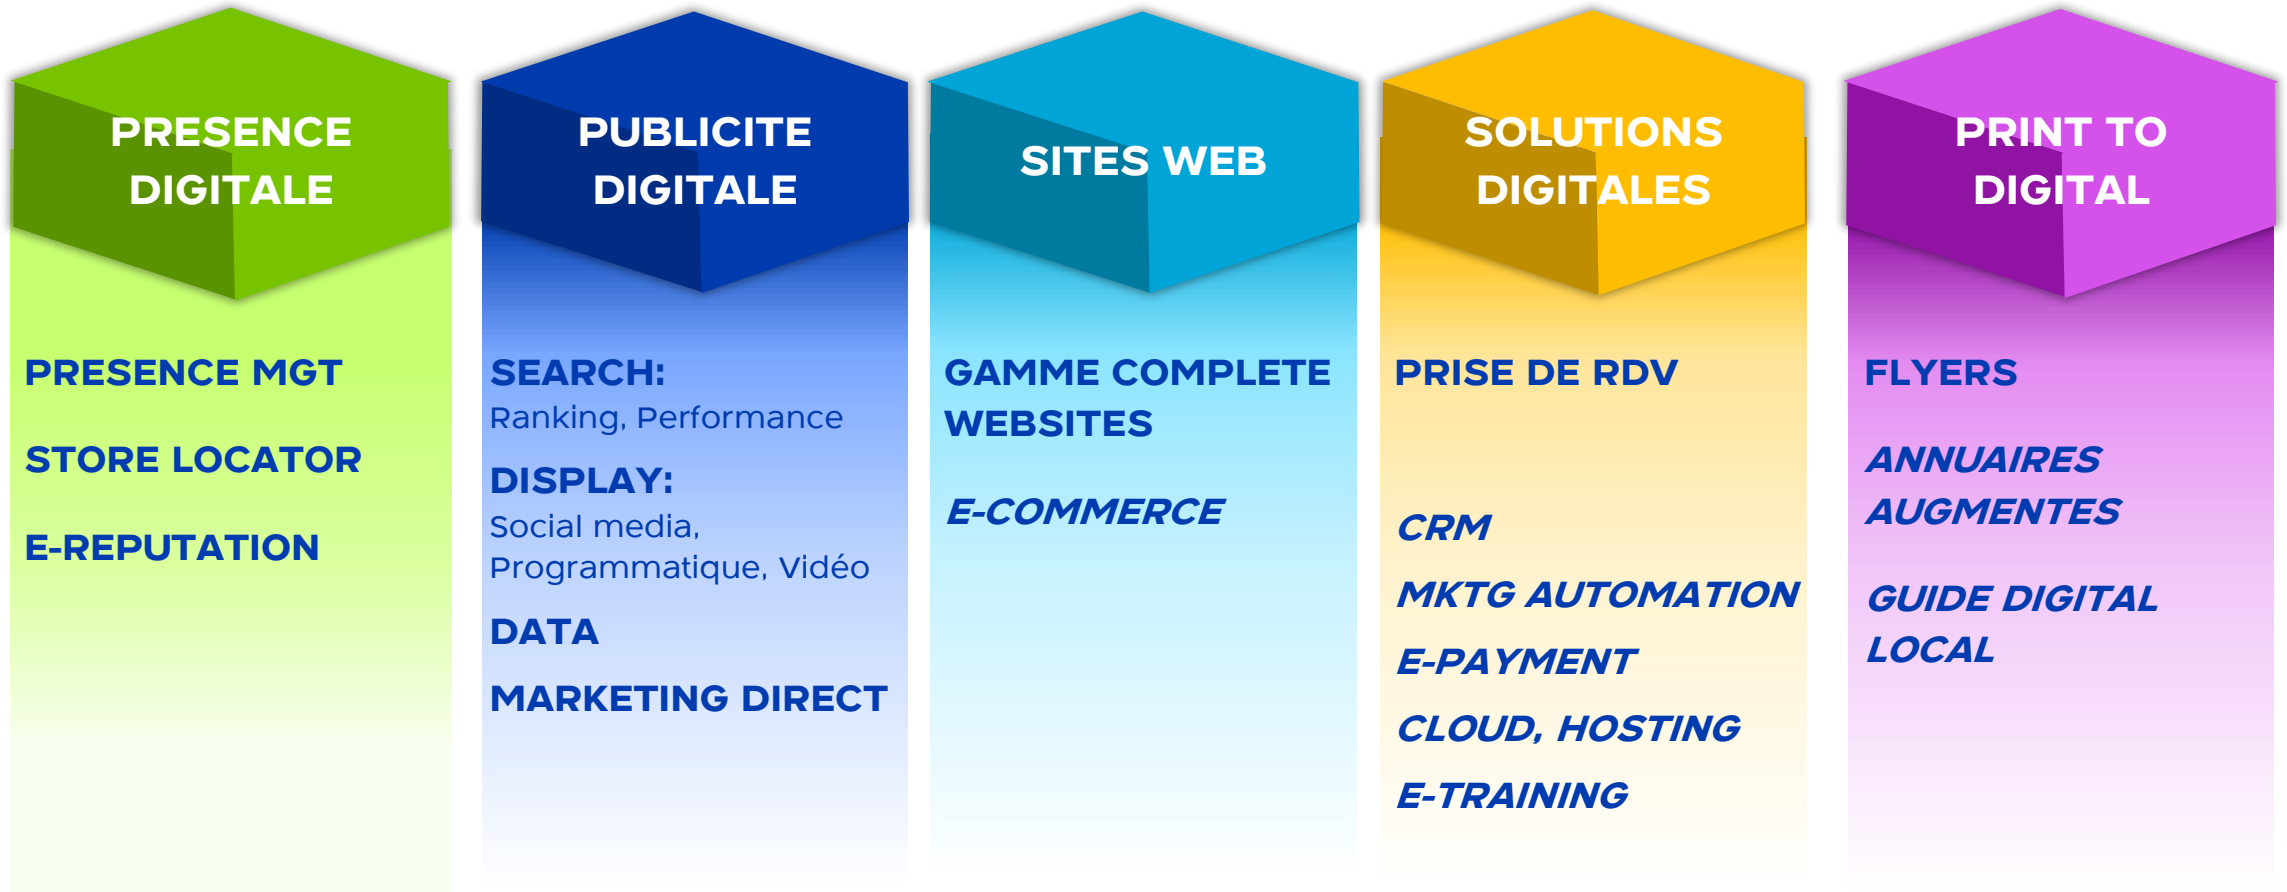 PRESENCE
DIGITALE
PRESENCE MGT
STORE LOCATOR
E-REPUTATION
PUBLICITE
DIGITALE
SEARCH:
Ranking, Performance
DISPLAY:
Social media,
Programmatique, Vidéo
DATA
MARKETING DIRECT
SITES WEB
GAMME COMPLETE
WEBSITES
E-COMMERCE
SOLUTIONS
DIGITALES
PRISE DE RDV
CRM
MKTG AUTOMATION
E-PAYMENT
CLOUD, HOSTING
E-TRAINING
PRINT TO
DIGITAL
FLYERS
ANNUAIRES
AUGMENTES
GUIDE DIGITAL
LOCAL